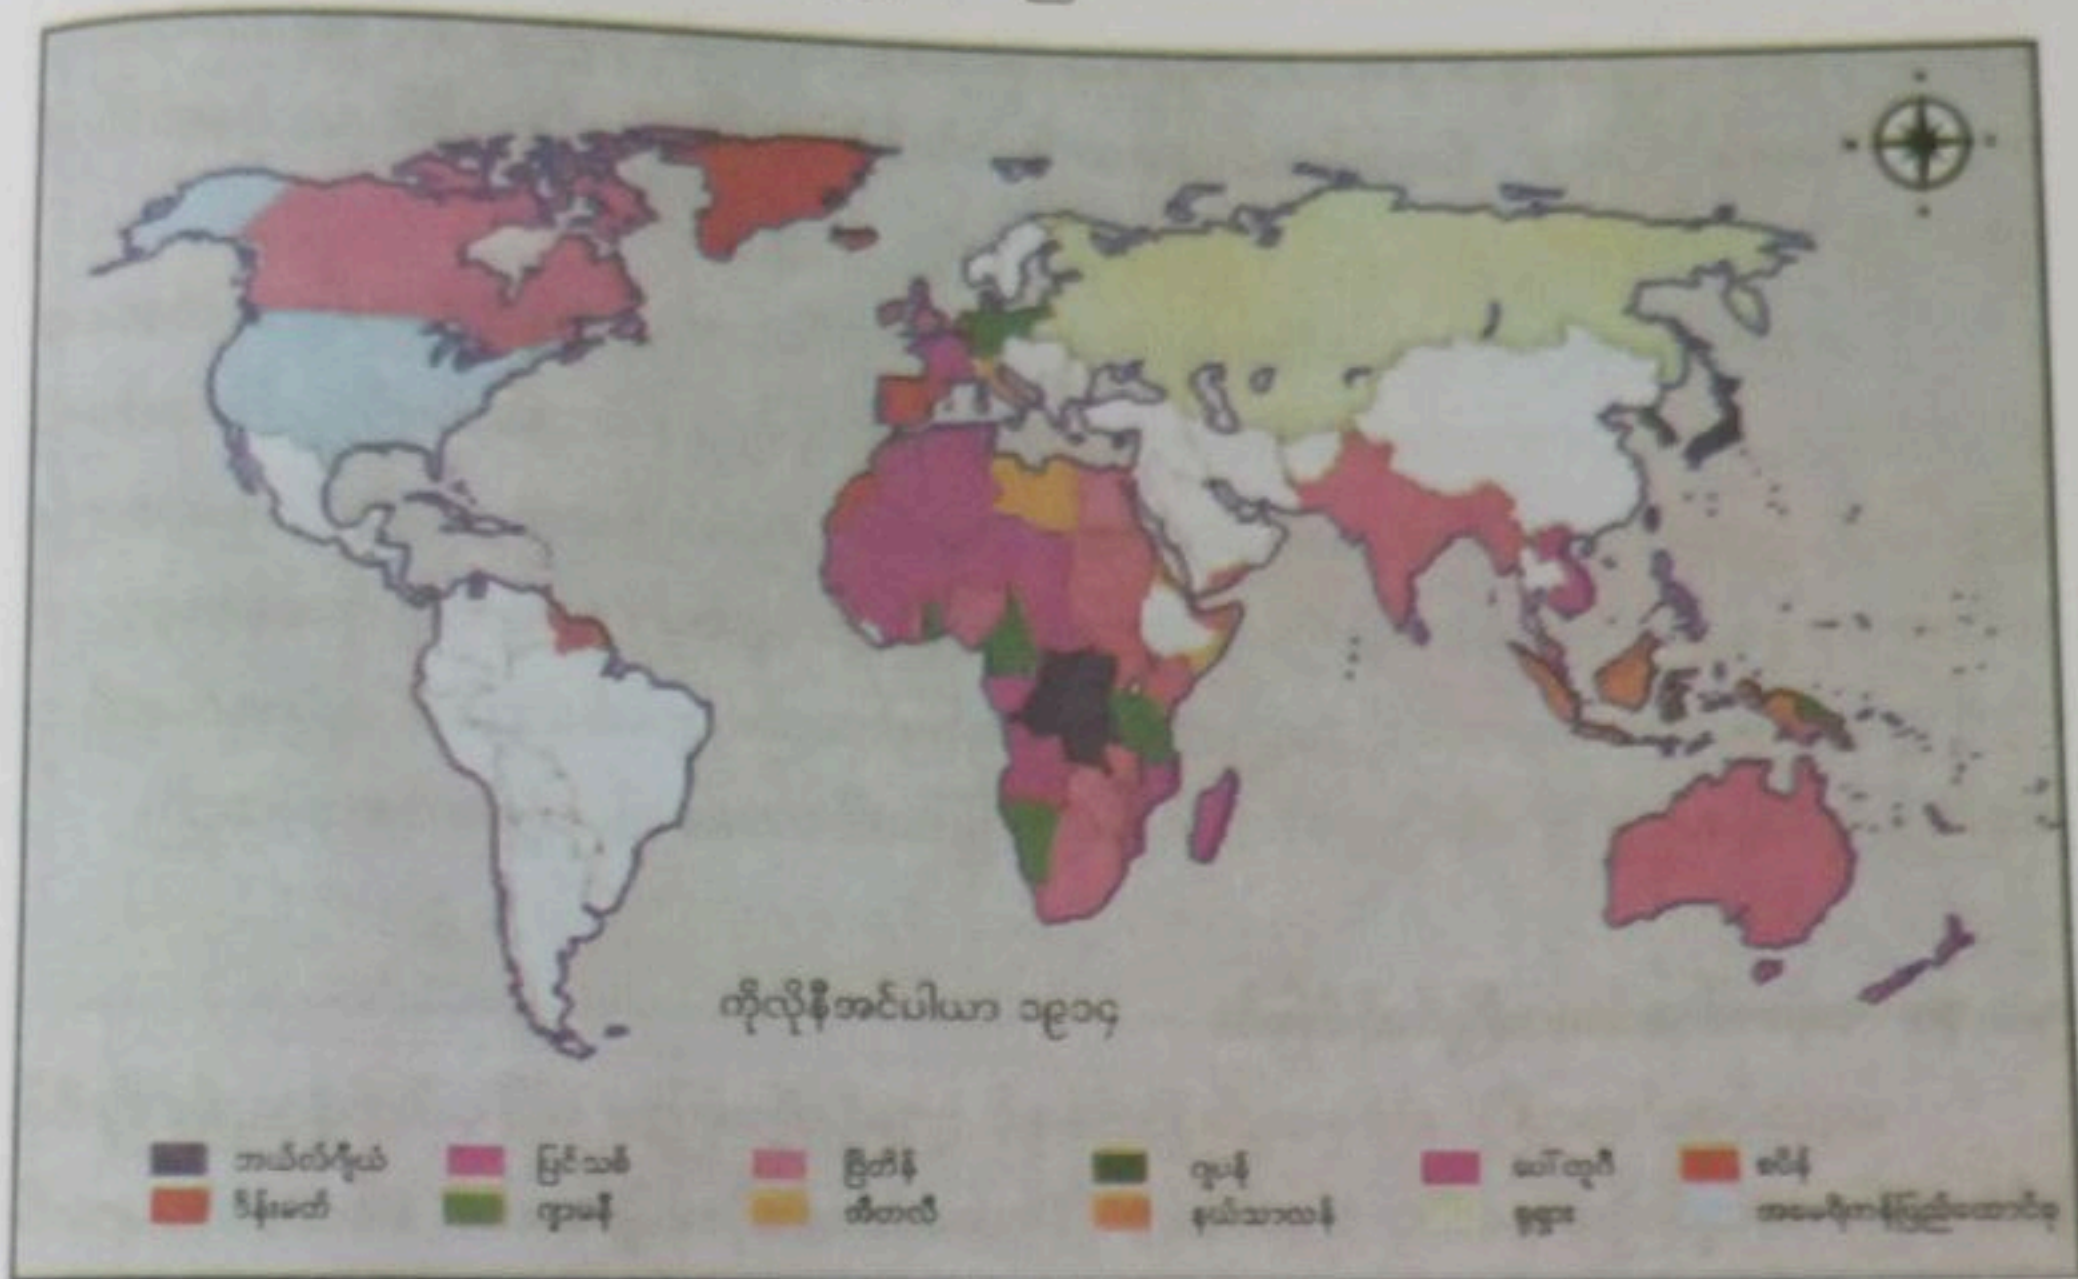 ကိုလိုနီအင်ပါယာ ၁၉၁၄
ဘယ်လ်ဂျီယံ ပြင်သစ် ဗြိတိန် ဂျပန် ပေါ်တူဂီ စပိန်
ဒိန်းမတ် ဂျာမနီ အီတလီ နယ်သာလန် ရုရှား အမေရိကန်ပြည်ထောင်စု